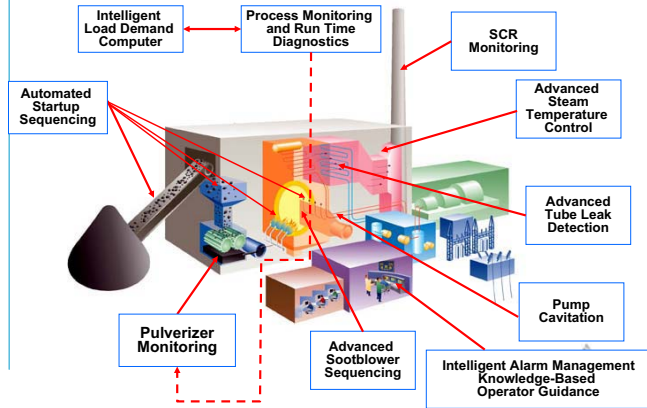 Intelligent
Load Demand
Computer
Process Monitoring
and Run Time
Diagnostics
SCR
Monitoring
Automated
Startup
Sequencing
Advanced
Steam
Temperature
Control
Advanced
Tube Leak
Detection
Pump
Cavitation
Pulverizer
Monitoring
Advanced
Sootblower
Sequencing
Intelligent Alarm Management
Knowledge-Based
Operator Guidance